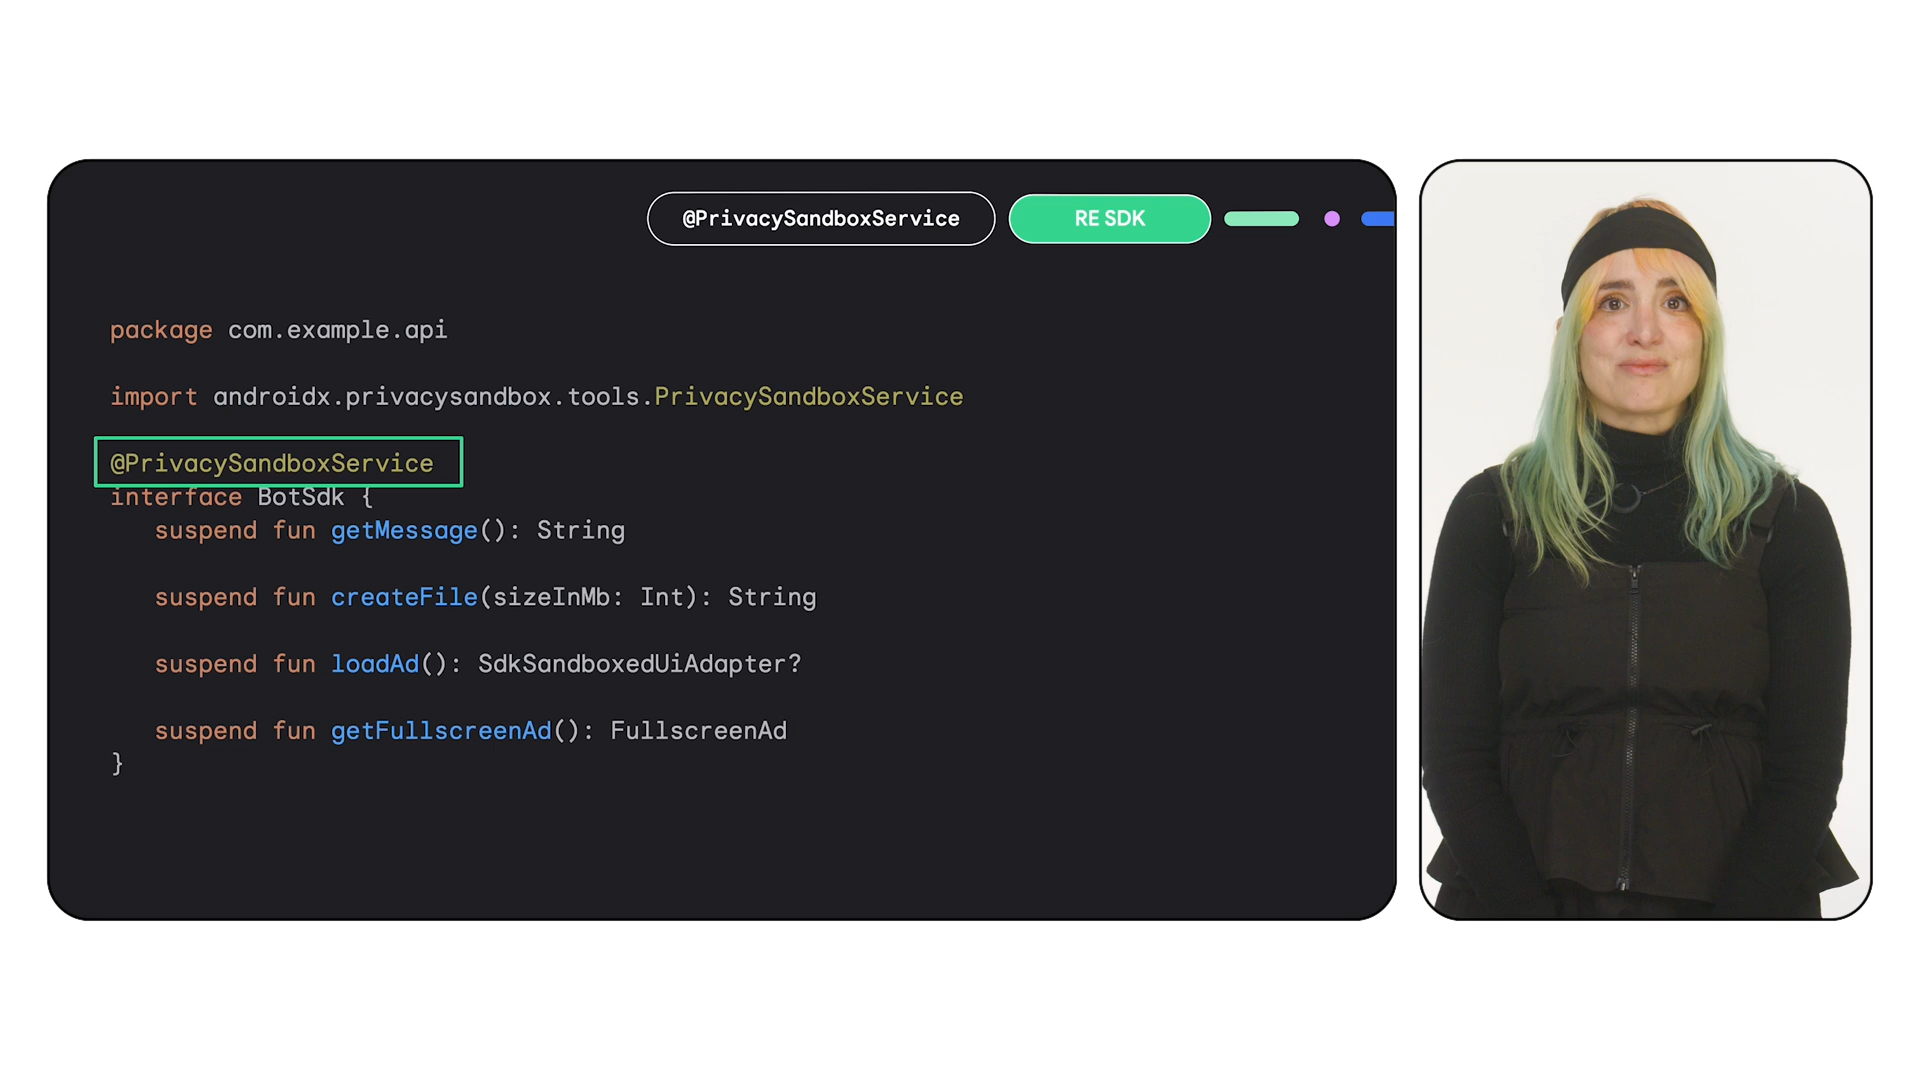 @PrivacySandboxService
RE SDK
package com.example.api
import androidx.privacysandbox.tools.PrivacySandboxService
@PrivacySandboxService
interface BotSdk {
suspend fun getMessage(): String
suspend fun createFile(sizeInMb: Int): String
suspend fun loadAd(): SdkSandboxedUiAdapter?
suspend fun getFullscreenAd(): FullscreenAd
}